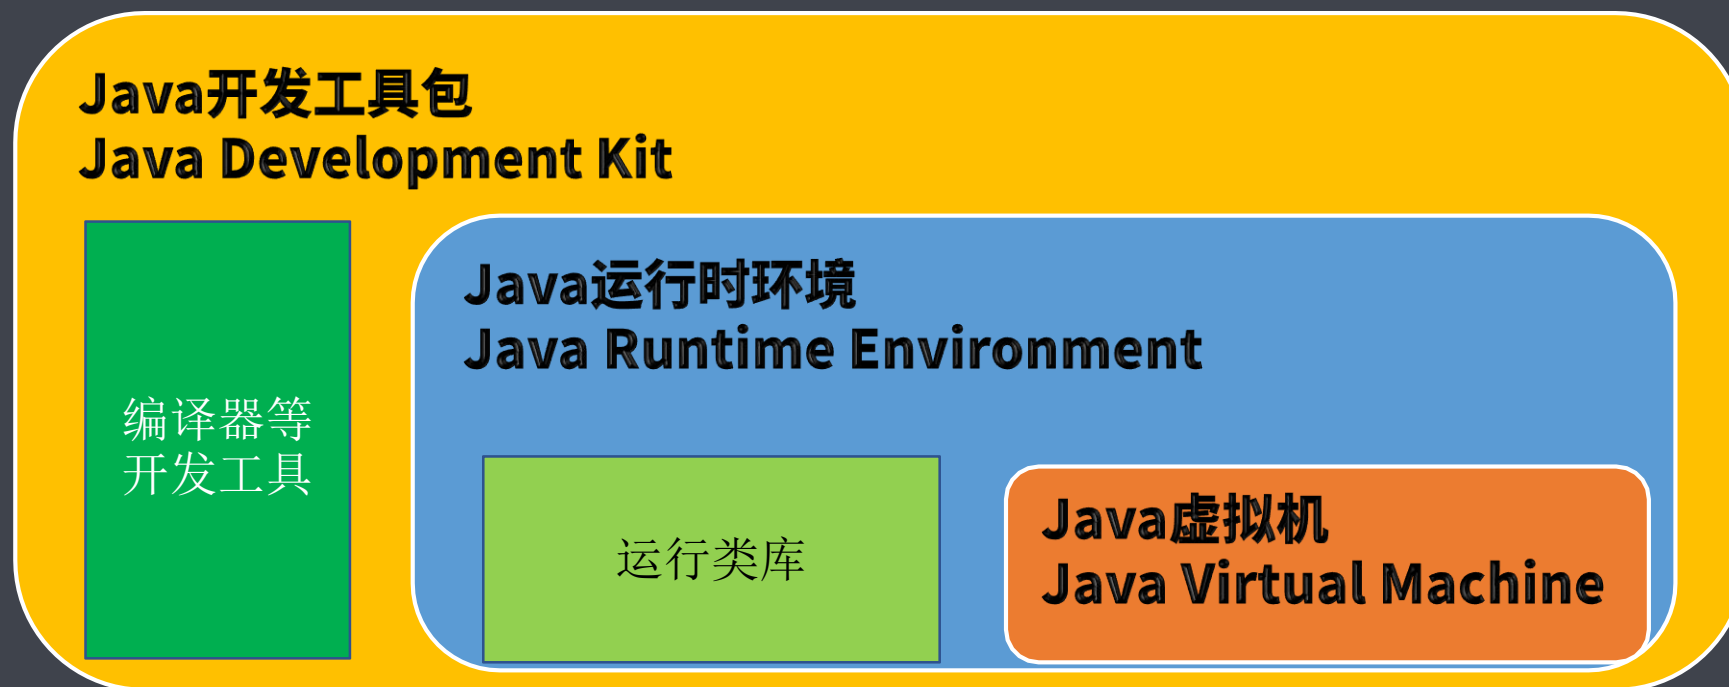 Java开发工具包
Java Development Kit
编译器等
开发工具
Java运行时环境
Java Runtime Environment
运行类库
Java虚拟机
Java Virtual Machine